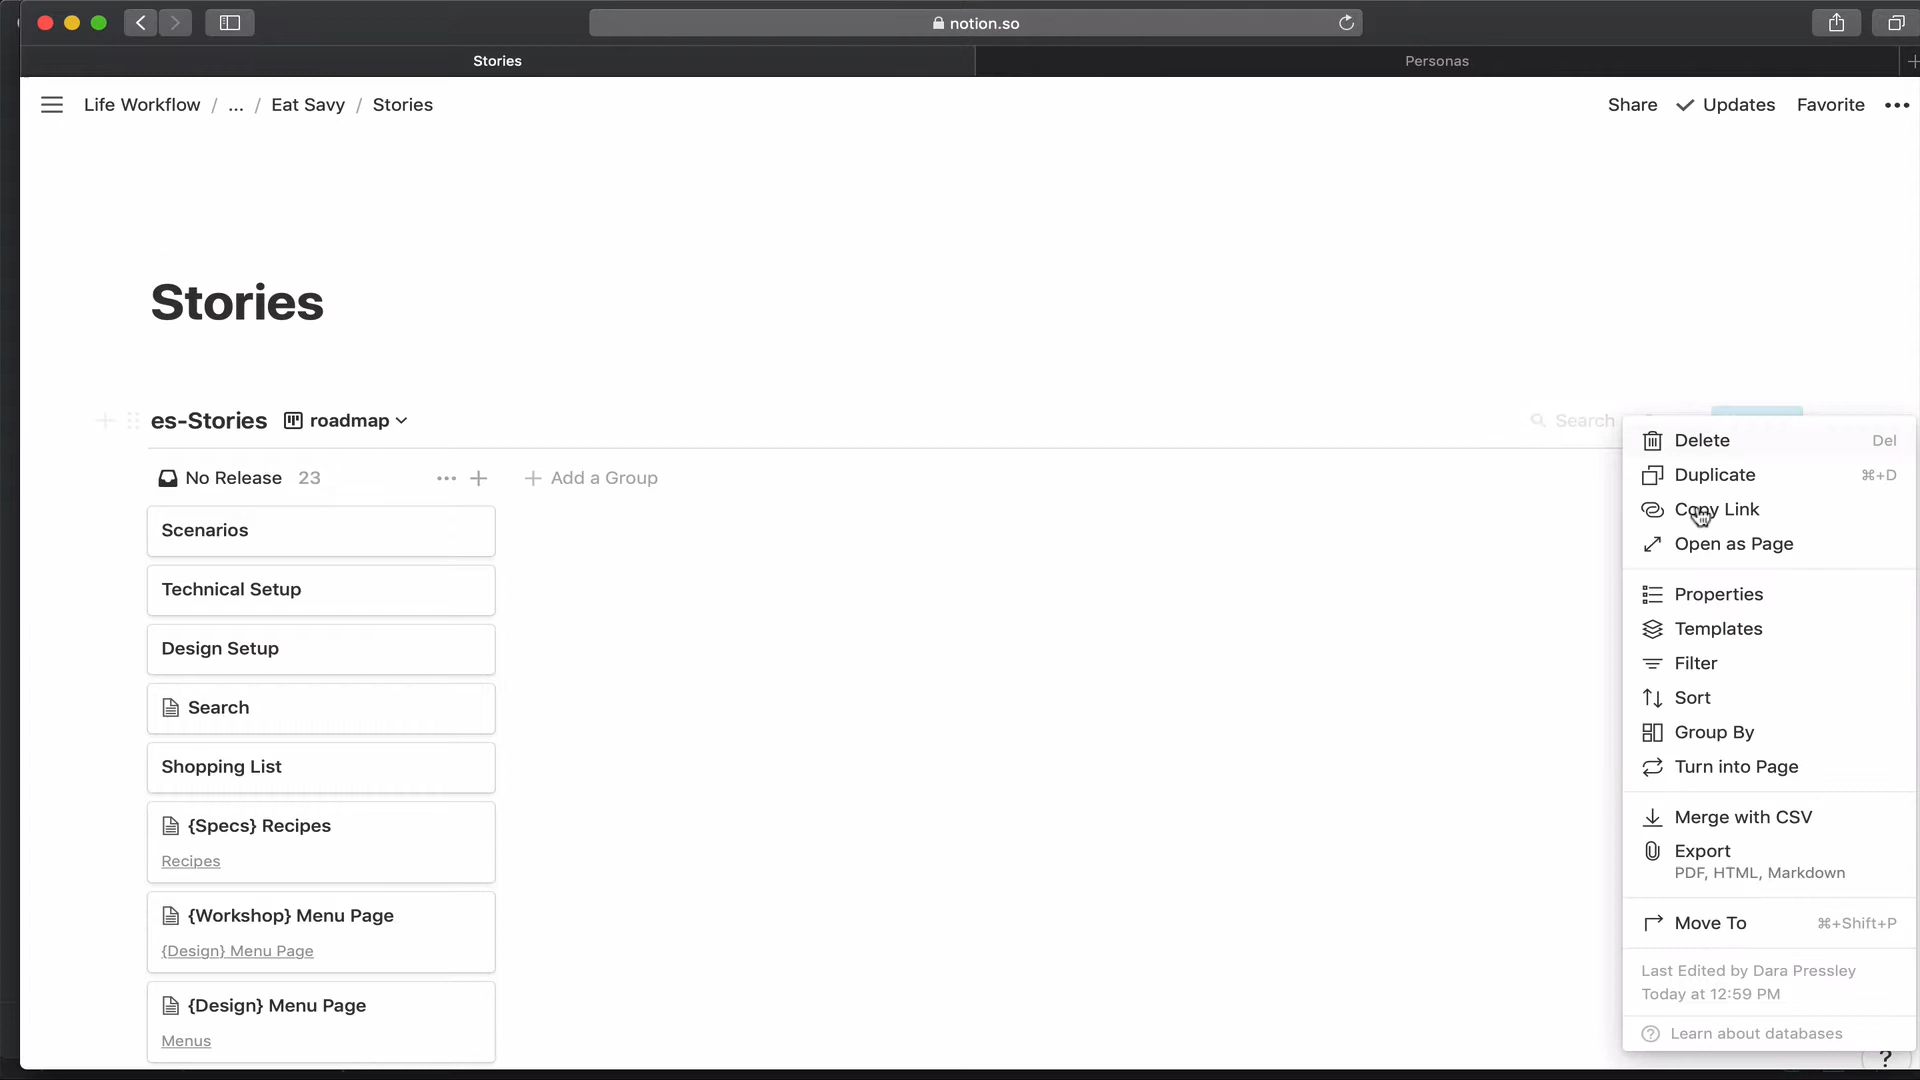 notion.so
Stories
Personas
Life Workflow / ... / Eat Savy / Stories
Share
Updates
Favorite
Stories
es-Stories
roadmap
Search
No Release 23
Add a Group
Scenarios
Technical Setup
Design Setup
Search
Shopping List
{Specs} Recipes
Recipes
{Workshop} Menu Page
{Design} Menu Page
{Design} Menu Page
Menus
Delete Del
Duplicate ⌘+D
Copy Link
Open as Page
Properties
Templates
Filter
Sort
Group By
Turn into Page
Merge with CSV
Export
PDF, HTML, Markdown
Move To ⌘+Shift+P
Last Edited by Dara Pressley
Today at 12:59 PM
Learn about databases
?